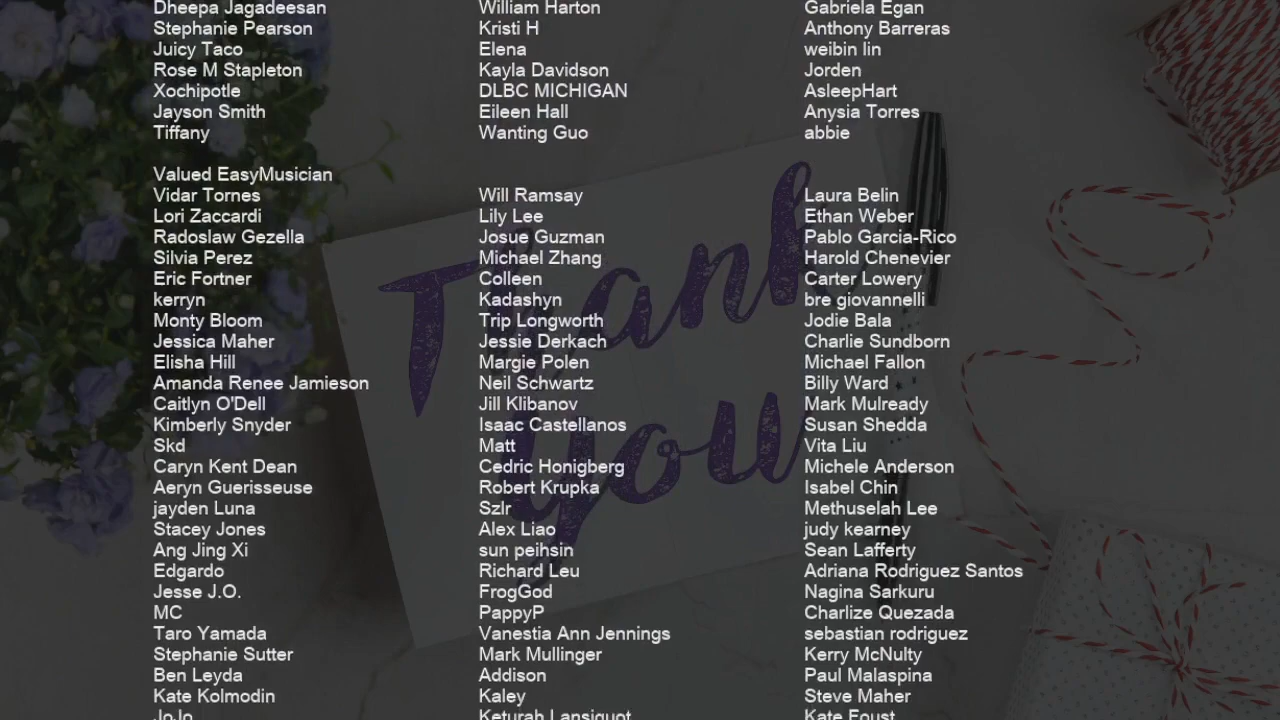 Dheepa Jagadeesan William Harton Gabriela Egan
Stephanie Pearson Kristi H Anthony Barreras
Juicy Taco Elena weibin lin
Rose M Stapleton Kayla Davidson Jorden
Xochipotle DLBC MICHIGAN AsleepHart
Jayson Smith Eileen Hall Anysia Torres
Tiffany Wanting Guo abbie
Valued EasyMusician
Vidar Tornes Will Ramsay Laura Belin
Lori Zaccardi Lily Lee Ethan Weber
Radoslaw Gezella Josue Guzman Pablo Garcia-Rico
Silvia Perez Michael Zhang Harold Chenevier
Eric Fortner Colleen Carter Lowery
kerryn Kadashyn bre giovannelli
Monty Bloom Trip Longworth Jodie Bala
Jessica Maher Jessie Derkach Charlie Sundborn
Elisha Hill Margie Polen Michael Fallon
Amanda Renee Jamieson Neil Schwartz Billy Ward
Caitlyn O'Dell Jill Klibanov Mark Mulready
Kimberly Snyder Isaac Castellanos Susan Shedda
Skd Matt Vita Liu
Caryn Kent Dean Cedric Honigberg Michele Anderson
Aeryn Guerisseuse Robert Krupka Isabel Chin
jayden Luna Szlr Methuselah Lee
Stacey Jones Alex Liao judy kearney
Ang Jing Xi sun peihsin Sean Lafferty
Edgardo Richard Leu Adriana Rodriguez Santos
Jesse J.O. FrogGod Nagina Sarkuru
MC PappyP Charlize Quezada
Taro Yamada Vanestia Ann Jennings sebastian rodriguez
Stephanie Sutter Mark Mullinger Kerry McNulty
Ben Leyda Addison Paul Malaspina
Kate Kolmodin Kaley Steve Maher
JoJo Keturah Lansiquot Kate Foust
Thank
you